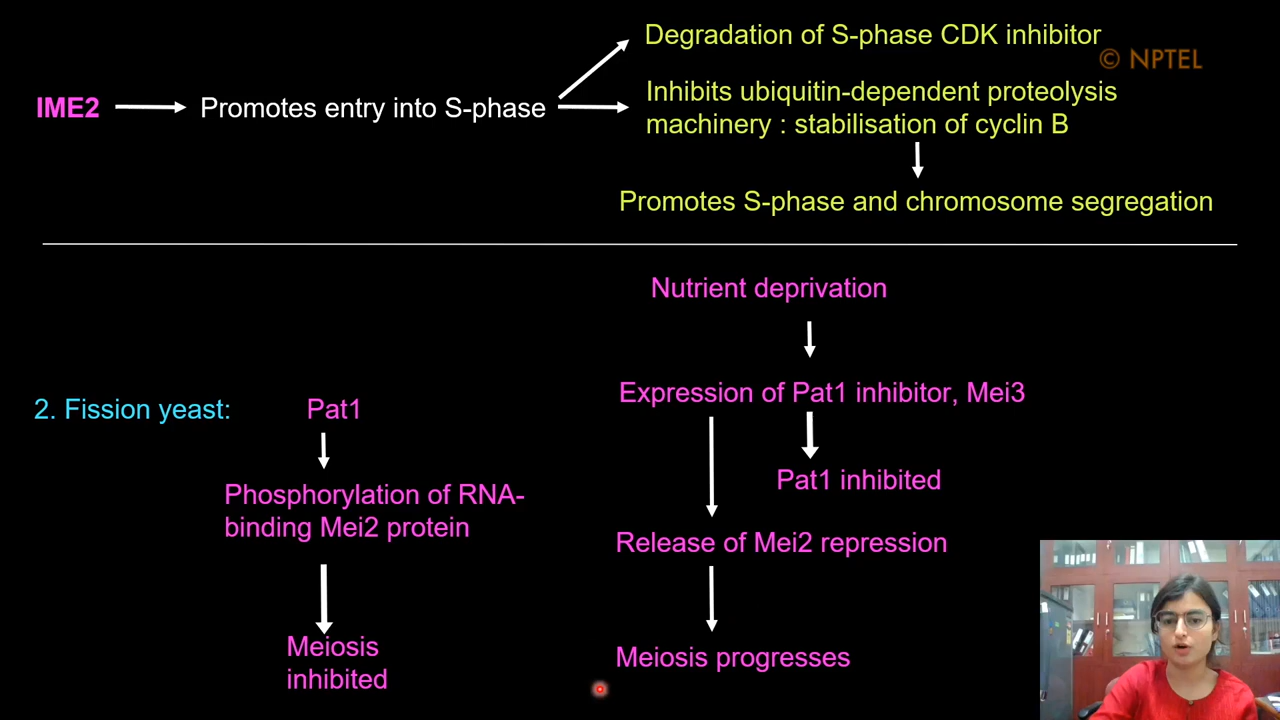 Degradation of S-phase CDK inhibitor
© NPTEL
IME2
Promotes entry into S-phase
Inhibits ubiquitin-dependent proteolysis
machinery : stabilisation of cyclin B
Promotes S-phase and chromosome segregation
Nutrient deprivation
Expression of Pat1 inhibitor, Mei3
2. Fission yeast:
Pat1
Pat1 inhibited
Phosphorylation of RNA-
binding Mei2 protein
Release of Mei2 repression
Meiosis
inhibited
Meiosis progresses